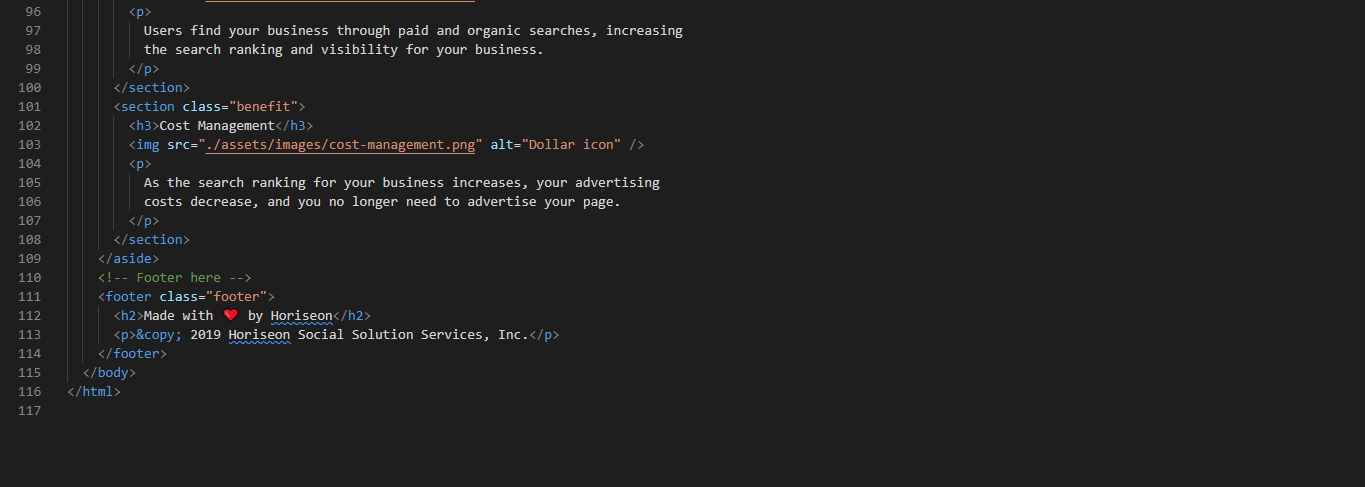 96 <p>
97 Users find your business through paid and organic searches, increasing
98 the search ranking and visibility for your business.
99 </p>
100 </section>
101 <section class="benefit">
102 <h3>Cost Management</h3>
103 <img src="./assets/images/cost-management.png" alt="Dollar icon" />
104 <p>
105 As the search ranking for your business increases, your advertising
106 costs decrease, and you no longer need to advertise your page.
107 </p>
108 </section>
109 </aside>
110 <!-- Footer here -->
111 <footer class="footer">
112 <h2>Made with ❤️ by Horiseon</h2>
113 <p>&copy; 2019 Horiseon Social Solution Services, Inc.</p>
114 </footer>
115 </body>
116 </html>
117